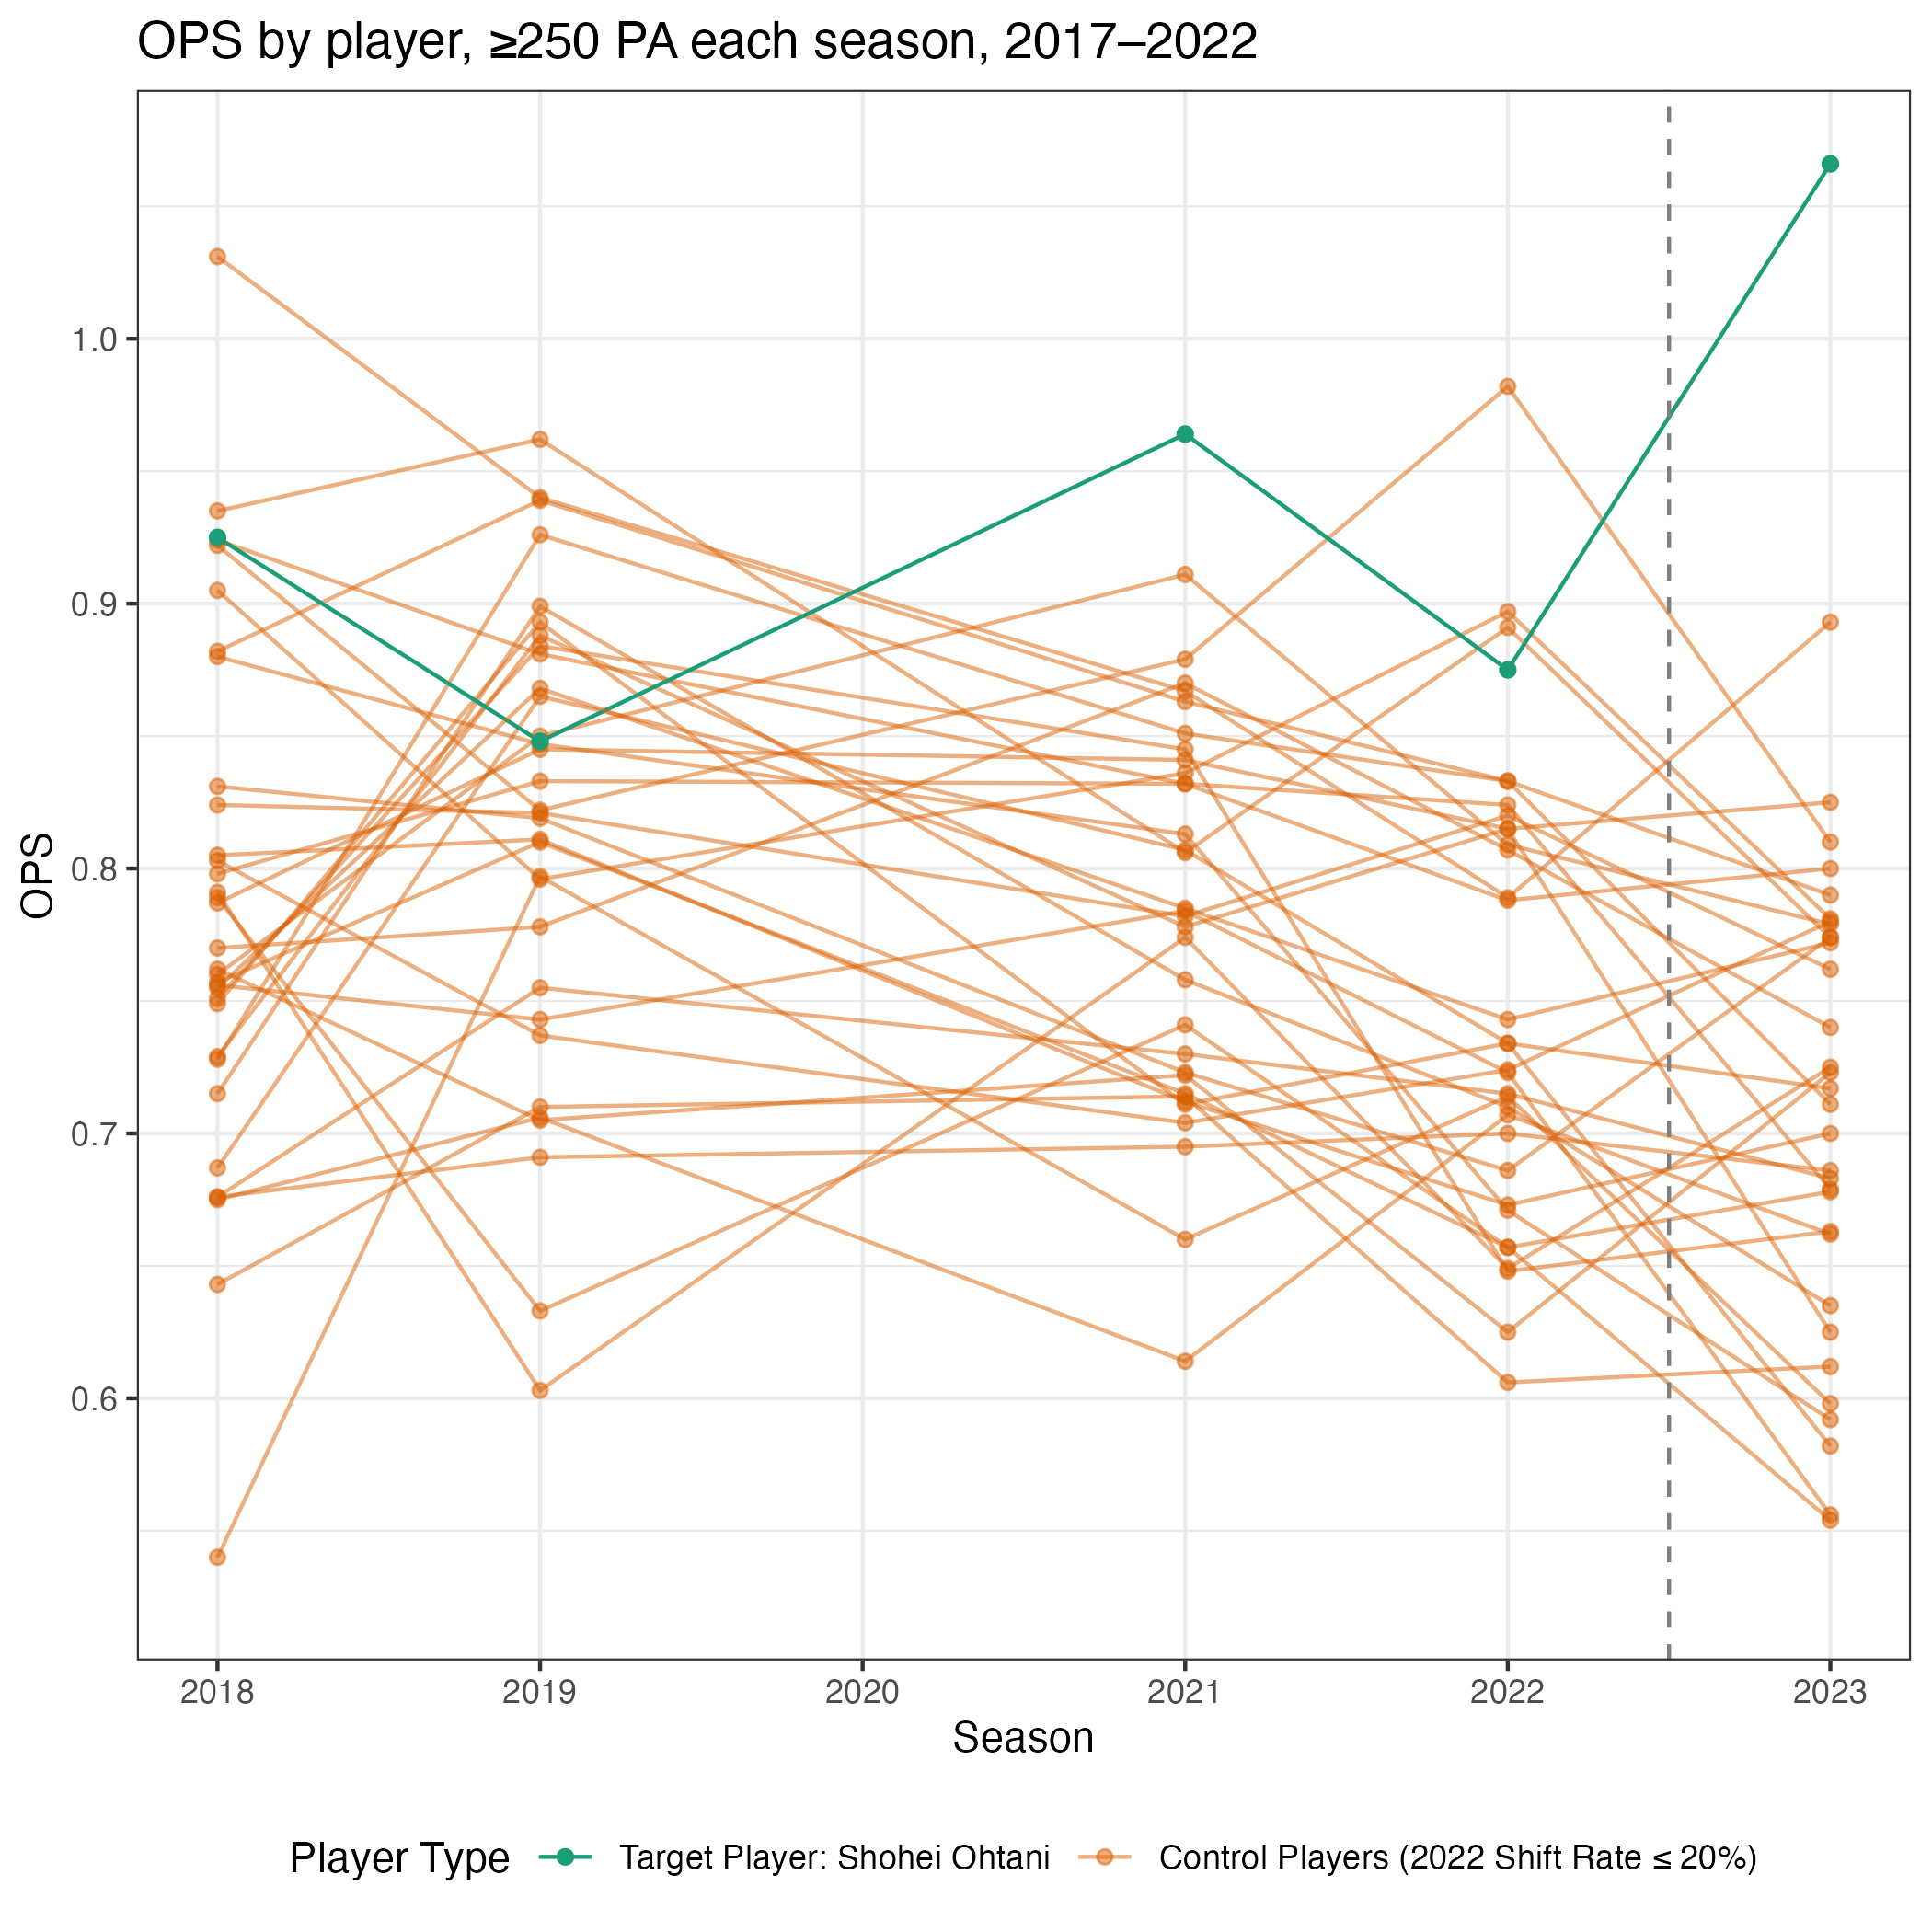 OPS by player, ≥250 PA each season, 2017–2022
OPS
1.0
0.9
0.8
0.7
0.6
2018 2019 2020 2021 2022 2023
Season
Player Type Target Player: Shohei Ohtani Control Players (2022 Shift Rate ≤ 20%)